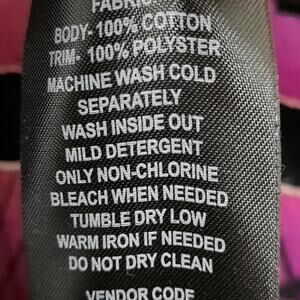 FABRIC
BODY- 100% COTTON
TRIM- 100% POLYSTER
MACHINE WASH COLD
SEPARATELY
WASH INSIDE OUT
MILD DETERGENT
ONLY NON-CHLORINE
BLEACH WHEN NEEDED
TUMBLE DRY LOW
WARM IRON IF NEEDED
DO NOT DRY CLEAN
VENDOR CODE